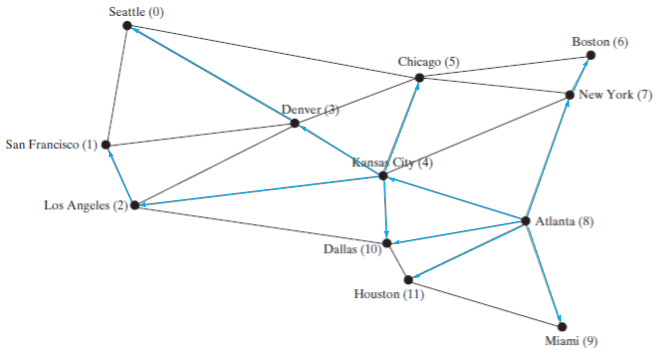 Seattle (0)
Boston (6)
Chicago (5)
New York (7)
Denver (3)
San Francisco (1)
Kansas City (4)
Los Angeles (2)
Atlanta (8)
Dallas (10)
Houston (11)
Miami (9)